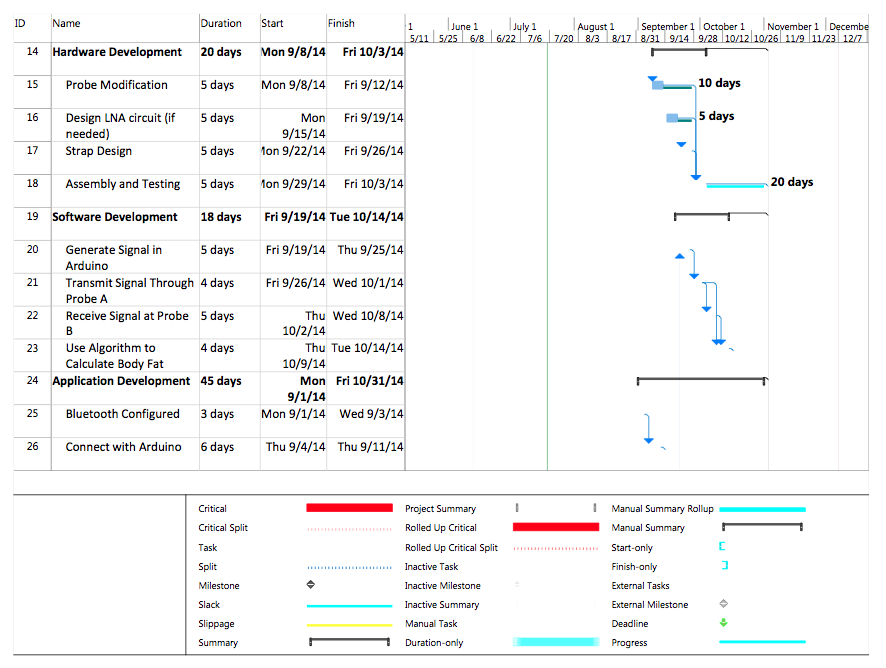 ID Name Duration Start Finish 1 June 1 July 1 August 1 September 1 October 1 November 1 Decembe
5/11 5/25 6/8 6/22 7/6 7/20 8/3 8/17 8/31 9/14 9/28 10/12 10/26 11/9 11/23 12/7
14 Hardware Development 20 days Mon 9/8/14 Fri 10/3/14
15 Probe Modification 5 days Mon 9/8/14 Fri 9/12/14 10 days
16 Design LNA circuit (if 5 days Mon Fri 9/19/14 5 days
needed) 9/15/14
17 Strap Design 5 days Mon 9/22/14 Fri 9/26/14
18 Assembly and Testing 5 days Mon 9/29/14 Fri 10/3/14 20 days
19 Software Development 18 days Fri 9/19/14 Tue 10/14/14
20 Generate Signal in 5 days Fri 9/19/14 Thu 9/25/14
Arduino
21 Transmit Signal Through 4 days Fri 9/26/14 Wed 10/1/14
Probe A
22 Receive Signal at Probe 5 days Thu Wed 10/8/14
B 10/2/14
23 Use Algorithm to 4 days Thu Tue 10/14/14
Calculate Body Fat 10/9/14
24 Application Development 45 days Mon Fri 10/31/14
9/1/14
25 Bluetooth Configured 3 days Mon 9/1/14 Wed 9/3/14
26 Connect with Arduino 6 days Thu 9/4/14 Thu 9/11/14
Critical Project Summary Manual Summary Rollup
Critical Split Rolled Up Critical Manual Summary
Task Rolled Up Critical Split Start-only
Split Inactive Task Finish-only
Milestone Inactive Milestone External Tasks
Slack Inactive Summary External Milestone
Slippage Manual Task Deadline
Summary Duration-only Progress